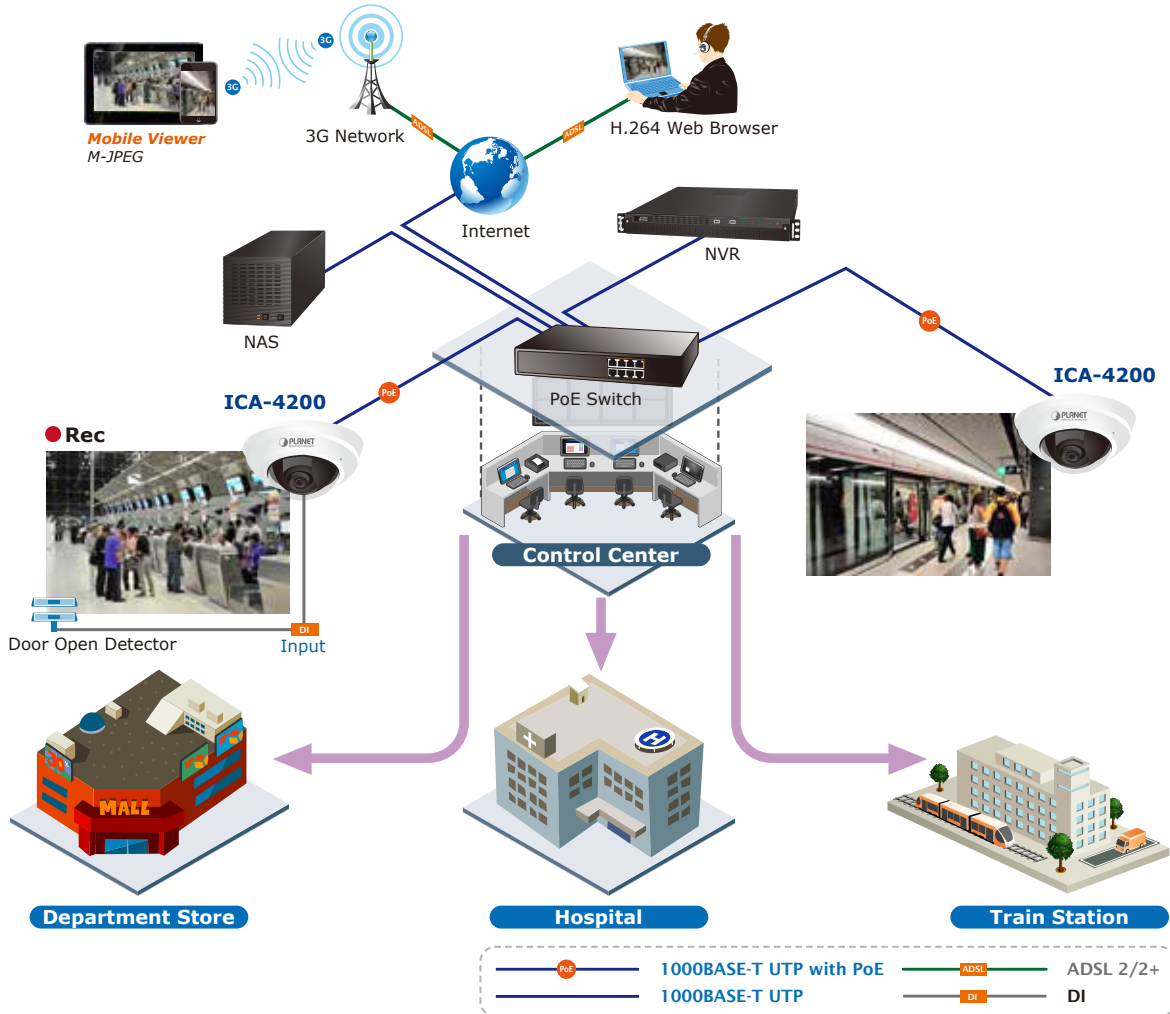 3G
3G
Mobile Viewer
M-JPEG
3G Network
ADSL
ADSL
H.264 Web Browser
Internet
NVR
NAS
PoE
PoE
ICA-4200
PoE Switch
ICA-4200
Rec
PLANET
PLANET
Control Center
DI
Door Open Detector
Input
MALL
H
Department Store
Hospital
Train Station
PoE
1000BASE-T UTP with PoE
ADSL
ADSL 2/2+
1000BASE-T UTP
DI
DI